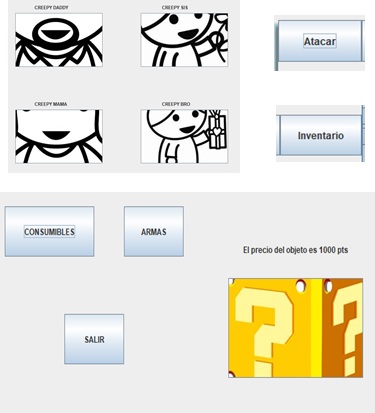 CREEPY DADDY
CREEPY SIS
Atacar
CREEPY MAMA
CREEPY BRO
Inventario
CONSUMIBLES
ARMAS
El precio del objeto es 1000 pts
SALIR